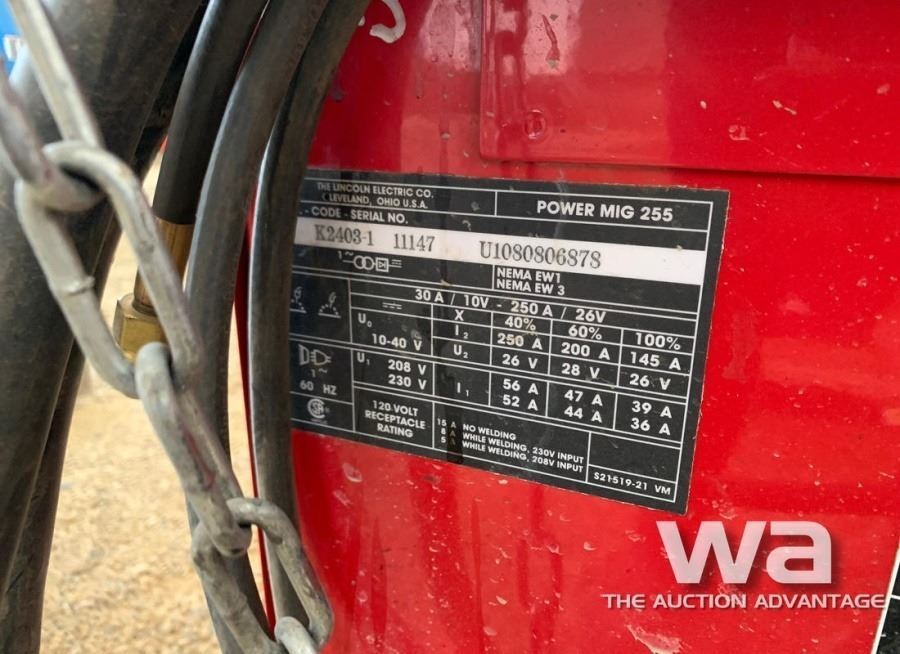 THE LINCOLN ELECTRIC CO.
CLEVELAND, OHIO U.S.A.
POWER MIG 255
- CODE - SERIAL NO.
K2403-1 11147 U1080806878
1~
NEMA EW1
NEMA EW 3
30 A / 10V - 250 A / 26V
U0
10-40 V
X 40% 60% 100%
I2 250 A 200 A 145 A
U2 26 V 28 V 26 V
1~
60 HZ
U1 208 V
230 V
I1 56 A 47 A 39 A
52 A 44 A 36 A
120 VOLT
RECEPTACLE
RATING
15 A NO WELDING
8 A WHILE WELDING, 230V INPUT
5 A WHILE WELDING, 208V INPUT
S21519-21 VM
wa
THE AUCTION ADVANTAGE